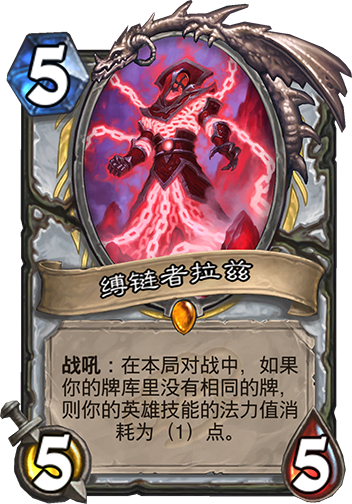 5
缚链者拉兹
战吼：在本局对战中，如果
你的牌库里没有相同的牌，
则你的英雄技能的法力值消
耗为（1）点。
5
5